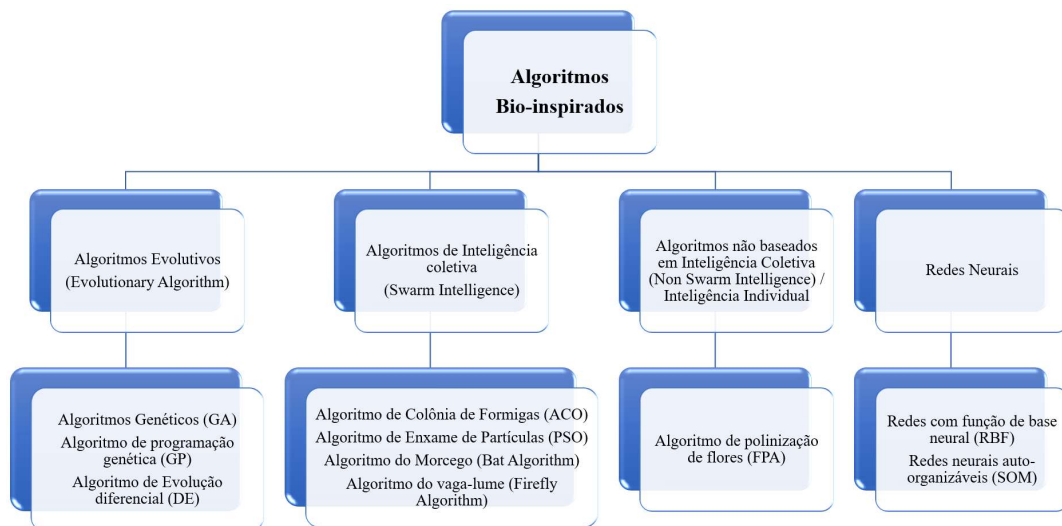 Algoritmos
Bio-inspirados
Algoritmos Evolutivos
(Evolutionary Algorithm)
Algoritmos de Inteligência
coletiva
(Swarm Intelligence)
Algoritmos não baseados
em Inteligência Coletiva
(Non Swarm Intelligence) /
Inteligência Individual
Redes Neurais
Algoritmos Genéticos (GA)
Algoritmo de programação
genética (GP)
Algoritmo de Evolução
diferencial (DE)
Algoritmo de Colônia de Formigas (ACO)
Algoritmo de Enxame de Partículas (PSO)
Algoritmo do Morcego (Bat Algorithm)
Algoritmo do vaga-lume (Firefly
Algorithm)
Algoritmo de polinização
de flores (FPA)
Redes com função de base
neural (RBF)
Redes neurais auto-
organizáveis (SOM)